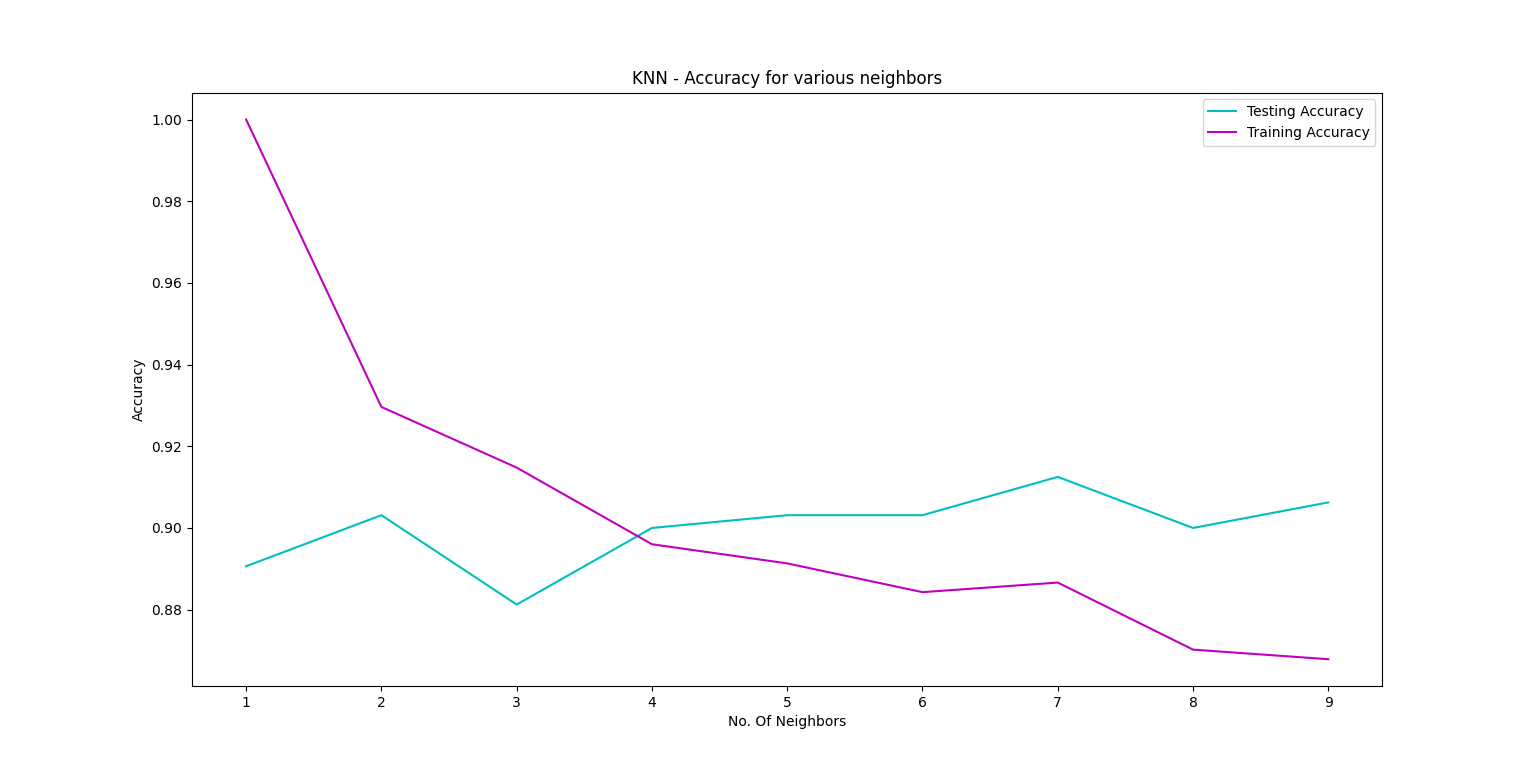 KNN - Accuracy for various neighbors
Testing Accuracy
Training Accuracy
1.00
0.98
0.96
0.94
0.92
0.90
0.88
Accuracy
1 2 3 4 5 6 7 8 9
No. Of Neighbors